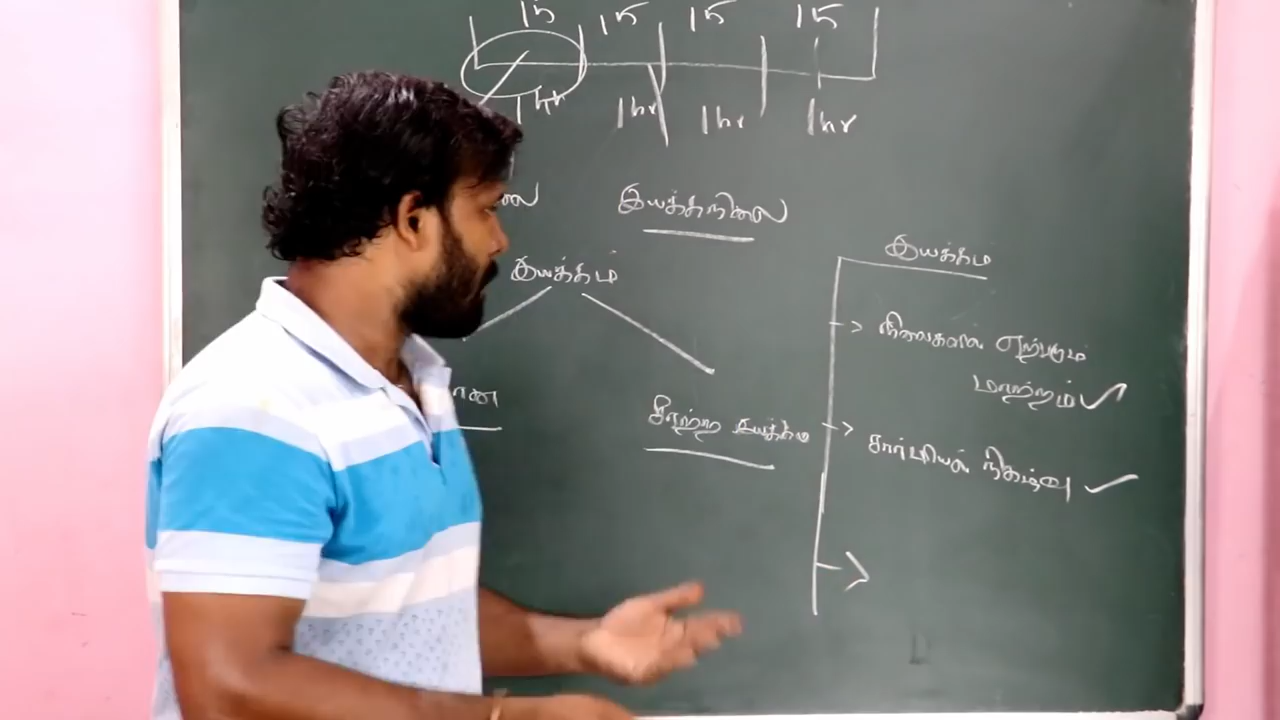 15 15 15 15
1hr 1hr 1hr 1hr
இயக்கநிலை
இயக்கம்
இயக்கம்
நிலைகளில் ஏற்படும்
மாற்றம்
சீரற்ற இயக்கம்
சார்பியல் நிகழ்வு